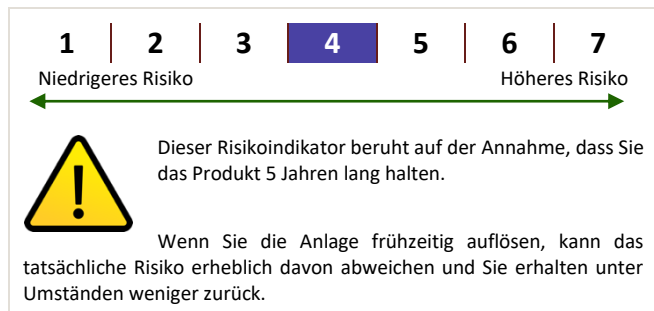 1 2 3 4 5 6 7
Niedrigeres Risiko Höheres Risiko
Dieser Risikoindikator beruht auf der Annahme, dass Sie
das Produkt 5 Jahren lang halten.
Wenn Sie die Anlage frühzeitig auflösen, kann das
tatsächliche Risiko erheblich davon abweichen und Sie erhalten unter
Umständen weniger zurück.